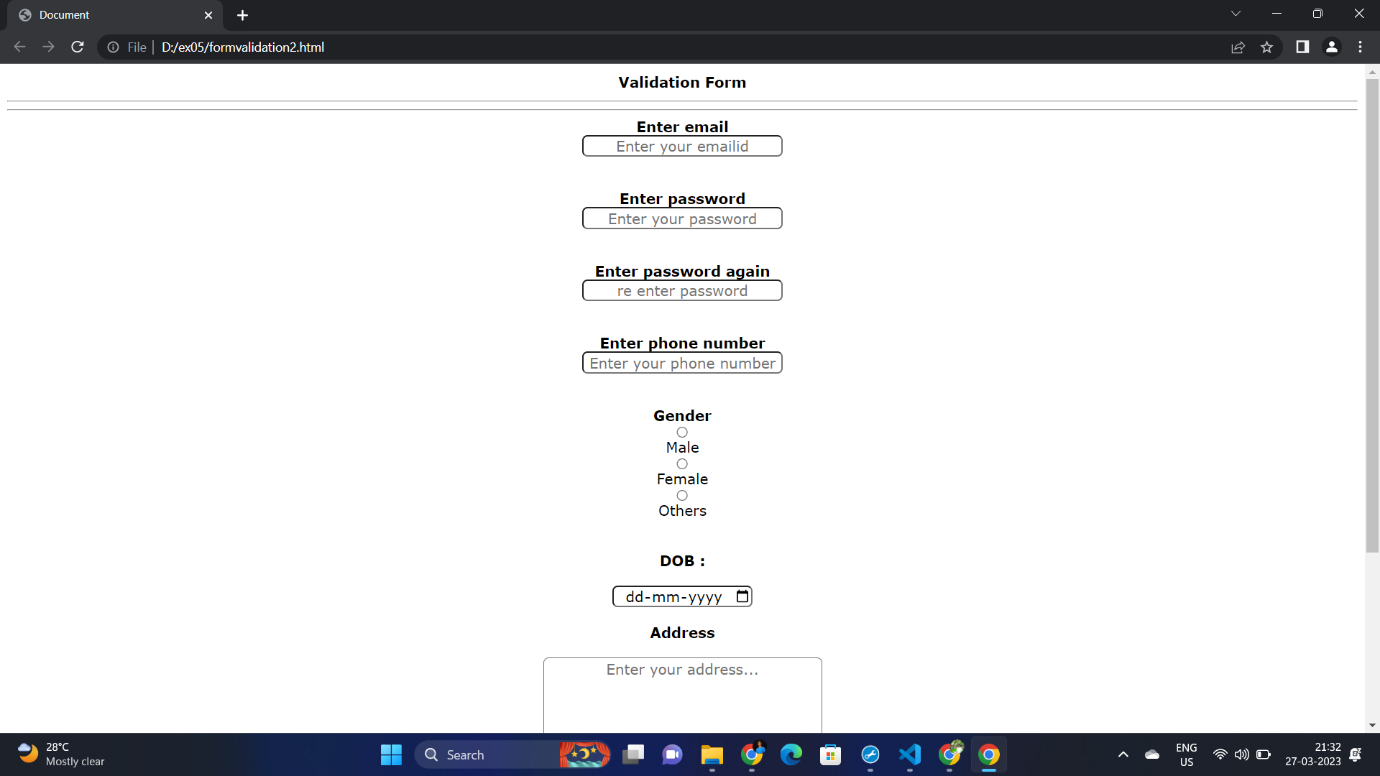 Document
File
D:/ex05/formvalidation2.html
Validation Form
Enter email
Enter your emailid
Enter password
Enter your password
Enter password again
re enter password
Enter phone number
Enter your phone number
Gender
Male
Female
Others
DOB :
dd-mm-yyyy
Address
Enter your address...
28°C
Mostly clear
Search
ENG
US
21:32
27-03-2023